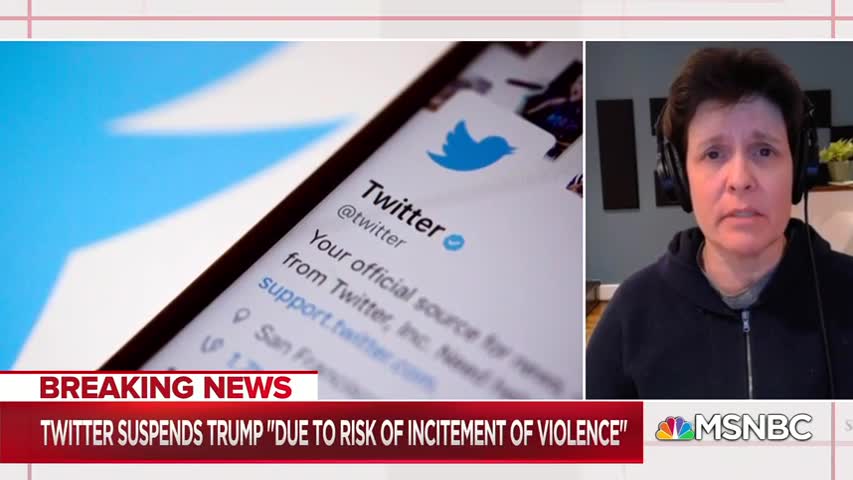 Twitter
@twitter
Your official source for news,
from Twitter, Inc. Need
support.twitter.com
San Francisco
BREAKING NEWS
TWITTER SUSPENDS TRUMP "DUE TO RISK OF INCITEMENT OF VIOLENCE"
MSNBC